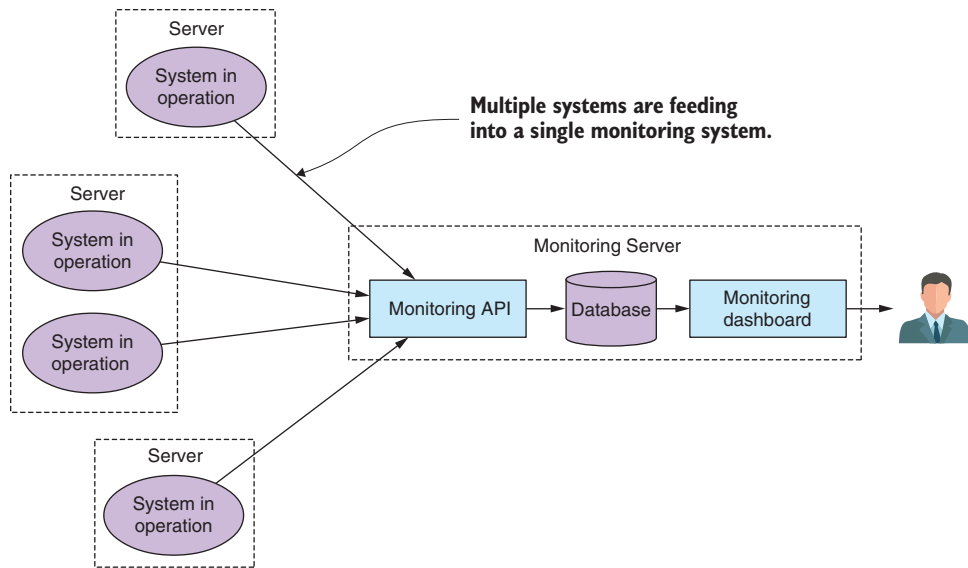 Server
System in
operation
Multiple systems are feeding
into a single monitoring system.
Server
System in
operation
System in
operation
Monitoring Server
Monitoring API
Database
Monitoring
dashboard
Server
System in
operation